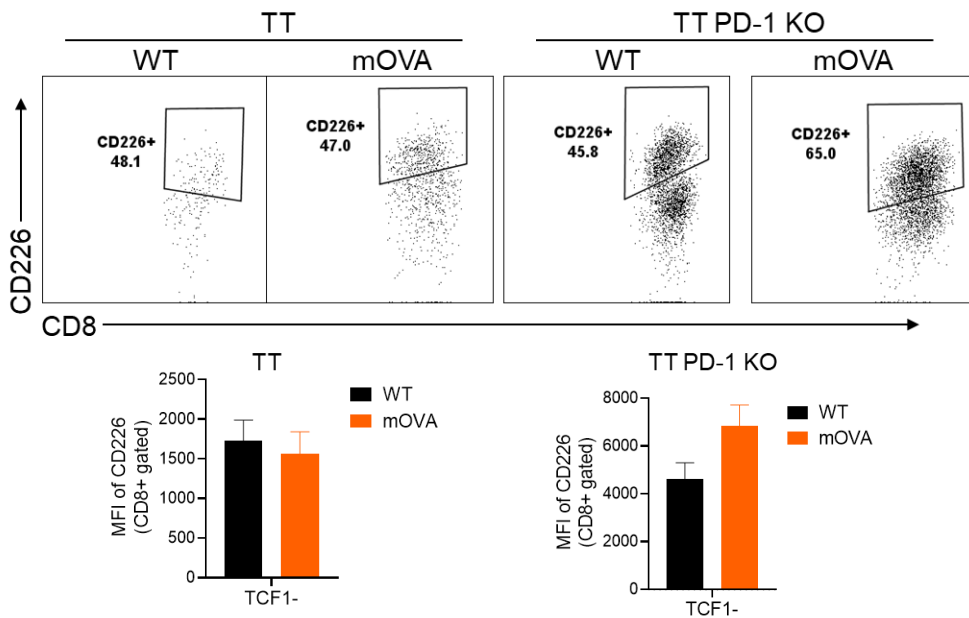 TT
TT PD-1 KO
WT
mOVA
WT
mOVA
CD226+
48.1
CD226+
47.0
CD226+
45.8
CD226+
65.0
CD226
CD8
TT
2500
2000
1500
1000
500
0
MFI of CD226
(CD8+ gated)
TCF1-
WT
mOVA
TT PD-1 KO
8000
6000
4000
2000
0
MFI of CD226
(CD8+ gated)
TCF1-
WT
mOVA